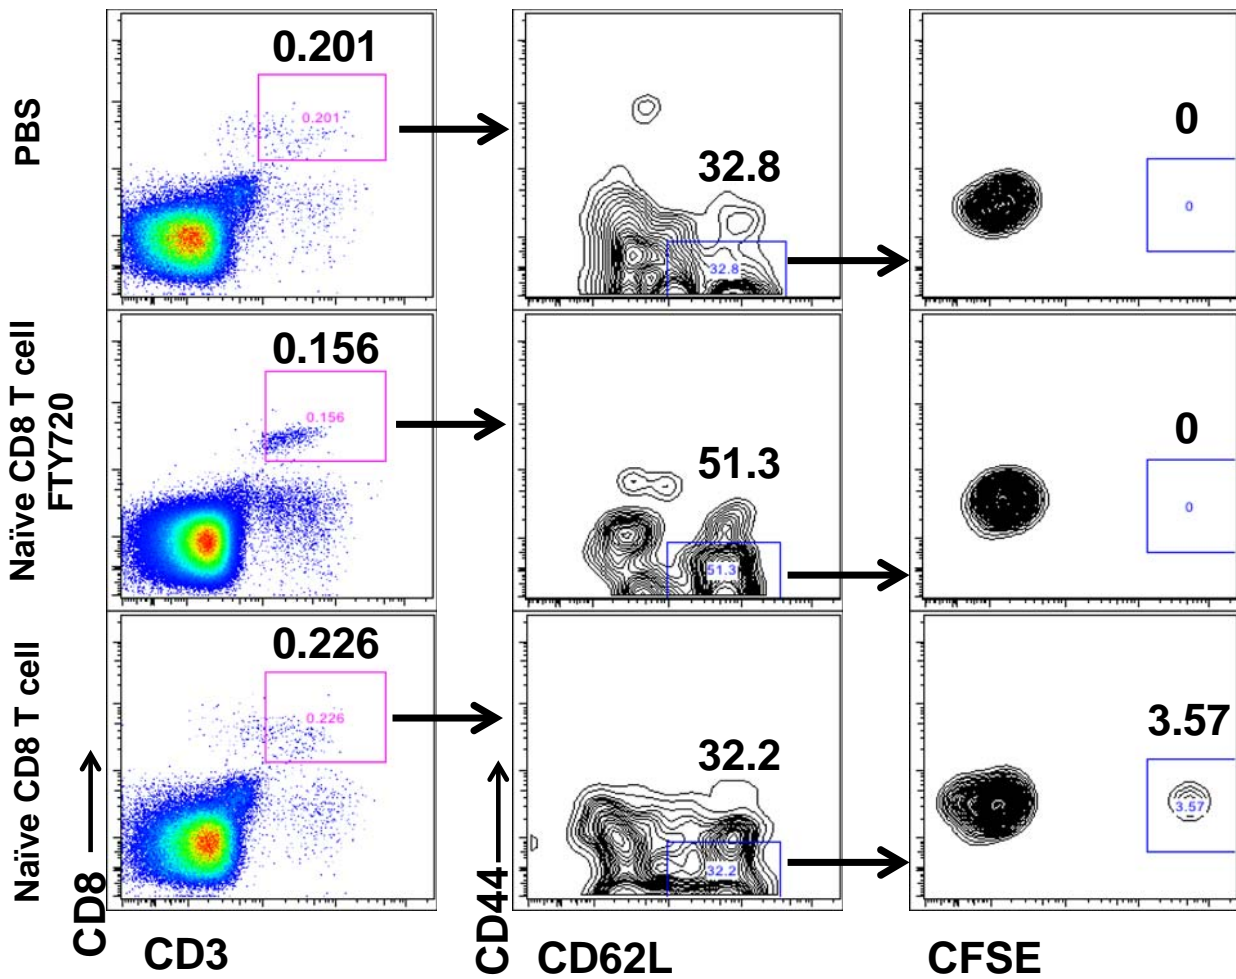 PBS
0.201
0.201
32.8
32.8
0
0
Naïve CD8 T cell
FTY720
0.156
0.156
51.3
51.3
0
0
Naïve CD8 T cell
0.226
0.226
32.2
32.2
3.57
3.57
CD8
CD3
CD44
CD62L
CFSE